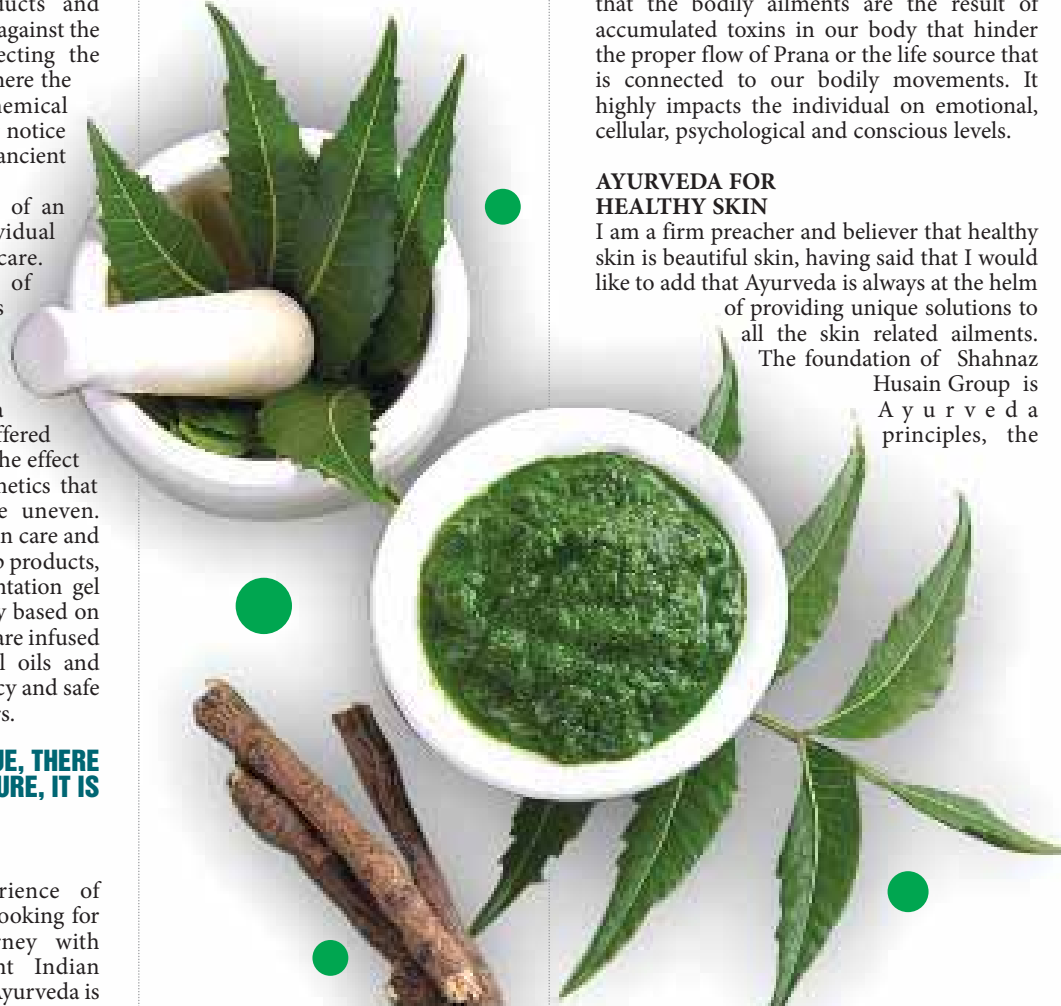 ducts and
against the
ecting the
here the
hemical
notice
ancient
of an
vidual
care.
of
s
a
ffered
he effect
netics that
e uneven.
n care and
products,
ntation gel
y based on
are infused
l oils and
cy and safe
rs.
UE, THERE
URE, IT IS
rience of
ooking for
rney with
nt Indian
Ayurveda is
that the bodily ailments are the result of
accumulated toxins in our body that hinder
the proper flow of Prana or the life source that
is connected to our bodily movements. It
highly impacts the individual on emotional,
cellular, psychological and conscious levels.
AYURVEDA FOR
HEALTHY SKIN
I am a firm preacher and believer that healthy
skin is beautiful skin, having said that I would
like to add that Ayurveda is always at the helm
of providing unique solutions to
all the skin related ailments.
The foundation of Shahnaz
Husain Group is
Ayurveda
principles, the